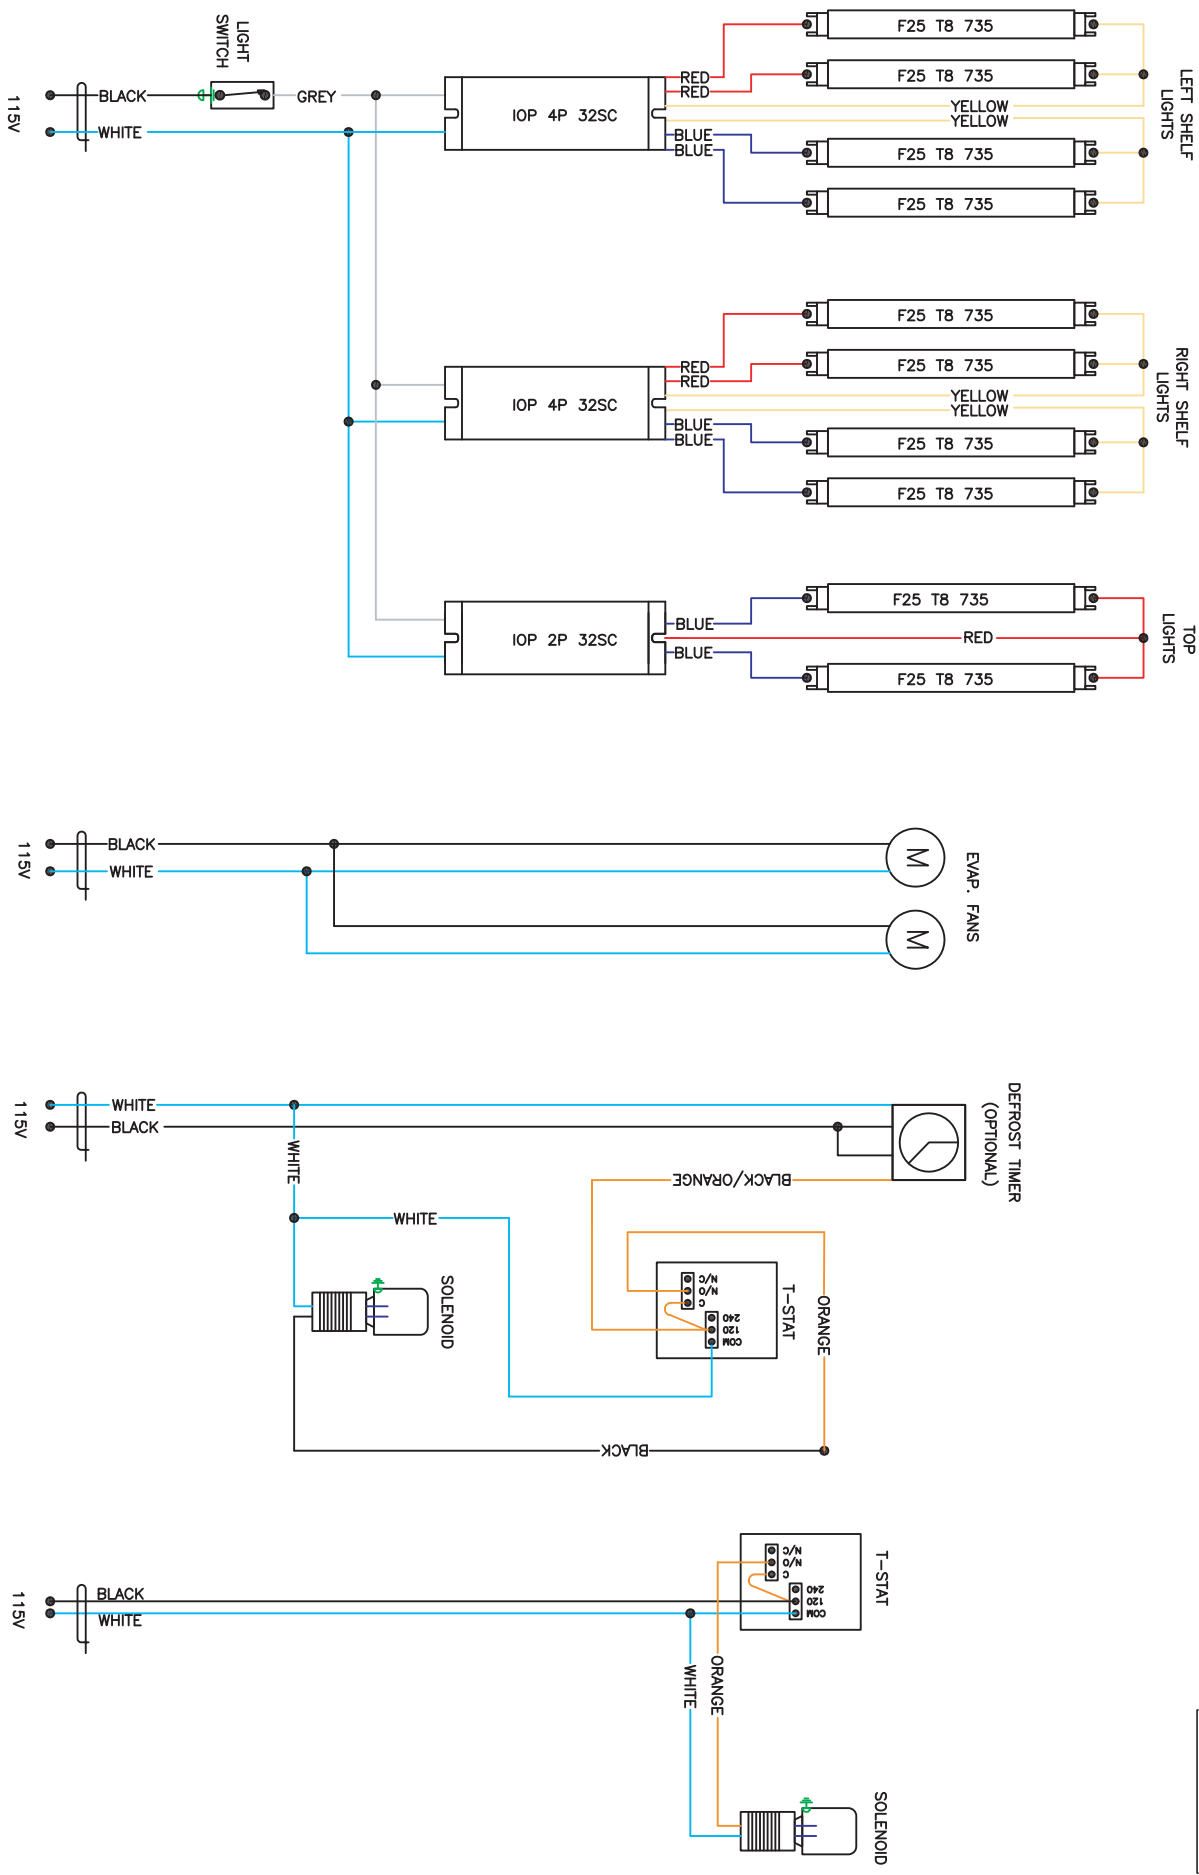 LIGHT
SWITCH
F25 T8 735
F25 T8 735
F25 T8 735
F25 T8 735
RED
RED
YELLOW
YELLOW
BLUE
BLUE
IOP 4P 32SC
LEFT SHELF
LIGHTS
BLACK
GREY
WHITE
115V
F25 T8 735
F25 T8 735
F25 T8 735
F25 T8 735
RED
RED
YELLOW
YELLOW
BLUE
BLUE
IOP 4P 32SC
RIGHT SHELF
LIGHTS
F25 T8 735
BLUE
IOP 2P 32SC
RED
BLUE
F25 T8 735
TOP
LIGHTS
BLACK
WHITE
115V
M
M
EVAP. FANS
WHITE
BLACK
115V
DEFROST TIMER
(OPTIONAL)
WHITE
BLACK/ORANGE
WHITE
SOLENOID
N/C
N/O
C
240
120
COM
T-STAT
ORANGE
BLACK
N/C
N/O
C
240
120
COM
T-STAT
BLACK
WHITE
115V
WHITE
ORANGE
SOLENOID